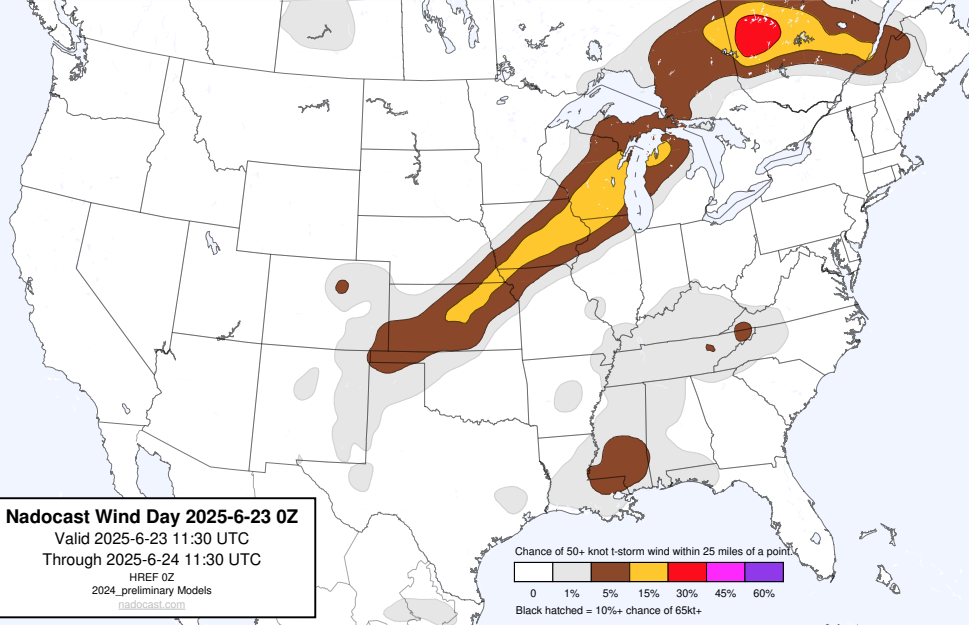 Nadocast Wind Day 2025-6-23 0Z
Valid 2025-6-23 11:30 UTC
Through 2025-6-24 11:30 UTC
HREF 0Z
2024_preliminary Models
nadocast.com
Chance of 50+ knot t-storm wind within 25 miles of a point.
0 1% 5% 15% 30% 45% 60%
Black hatched = 10%+ chance of 65kt+